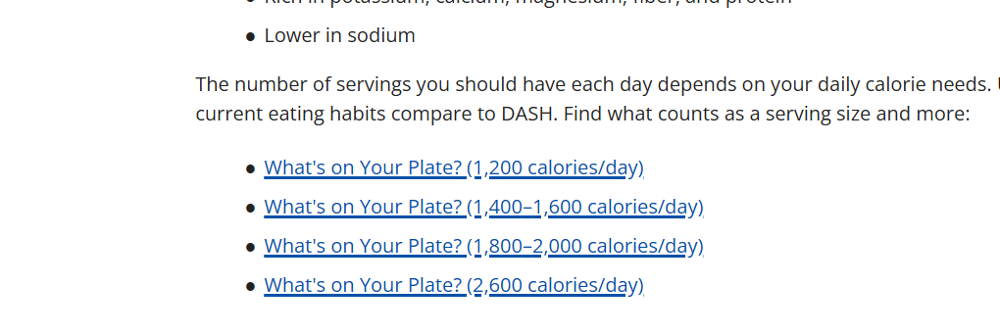 Rich in potassium, calcium, magnesium, fiber, and protein
● Lower in sodium
The number of servings you should have each day depends on your daily calorie needs.
current eating habits compare to DASH. Find what counts as a serving size and more:
● What's on Your Plate? (1,200 calories/day)
● What's on Your Plate? (1,400–1,600 calories/day)
● What's on Your Plate? (1,800–2,000 calories/day)
● What's on Your Plate? (2,600 calories/day)